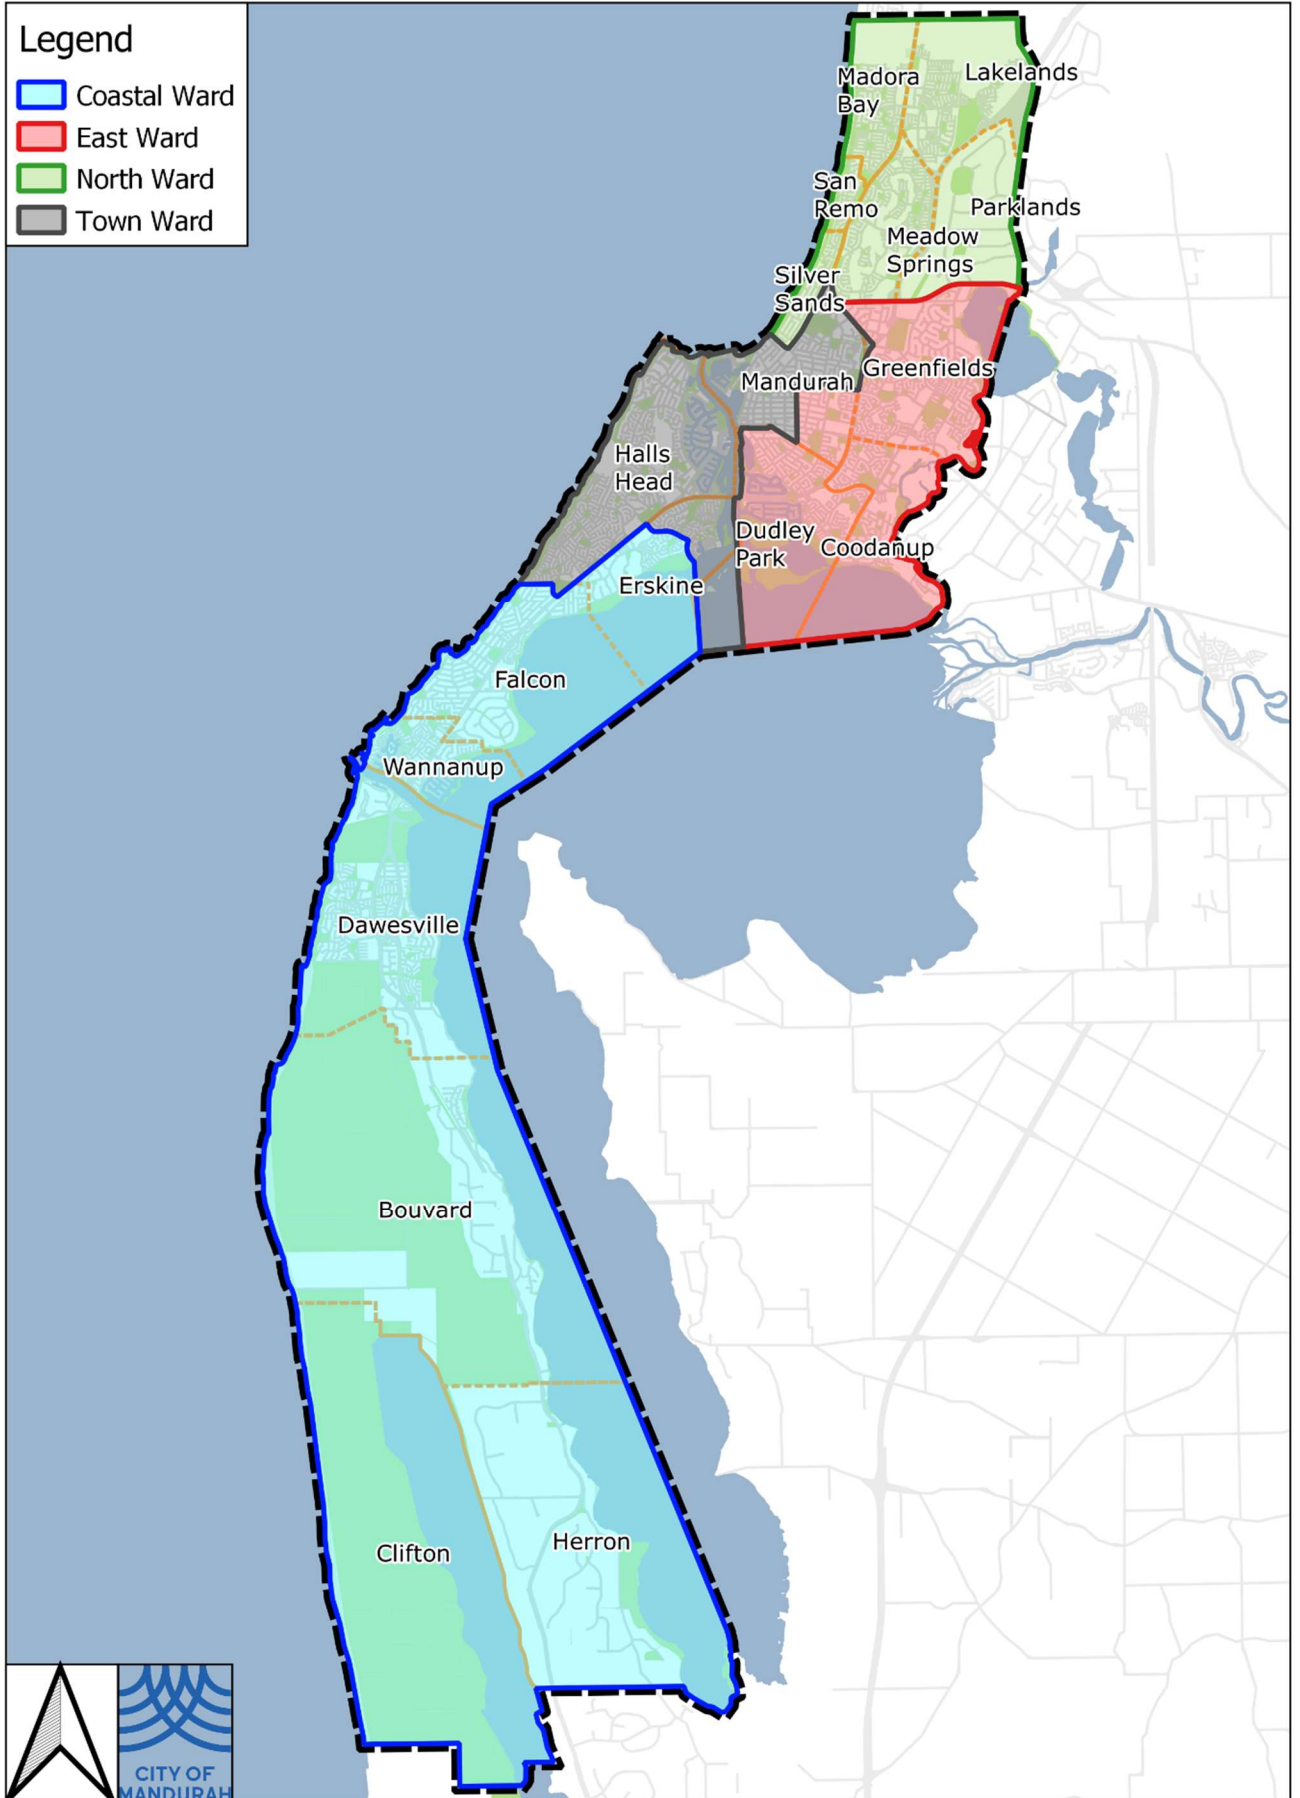 Legend
Coastal Ward
East Ward
North Ward
Town Ward
Madora
Bay
Lakelands
San
Remo
Parklands
Meadow
Springs
Silver
Sands
Greenfields
Mandurah
Halls
Head
Dudley
Park
Coodanup
Erskine
Falcon
Wannanup
Dawesville
Bouvard
Herron
Clifton
CITY OF
MANDURAH